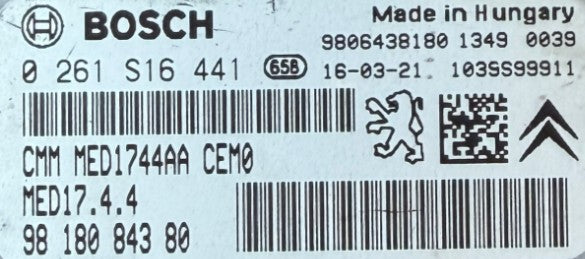 BOSCH
Made in Hungary
9806438180 1349 0039
0 261 S16 441 658 16-03-21 1039S99911
CMM MED1744AA CEM0
MED17.4.4
98 180 843 80